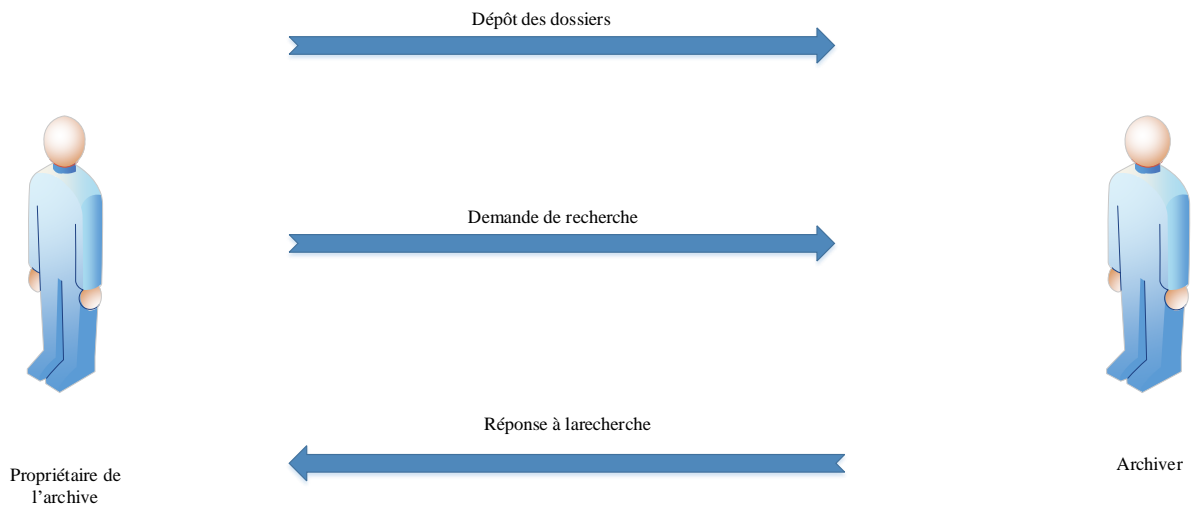 Dépôt des dossiers
Demande de recherche
Réponse à larecherche
Propriétaire de
l’archive
Archiver